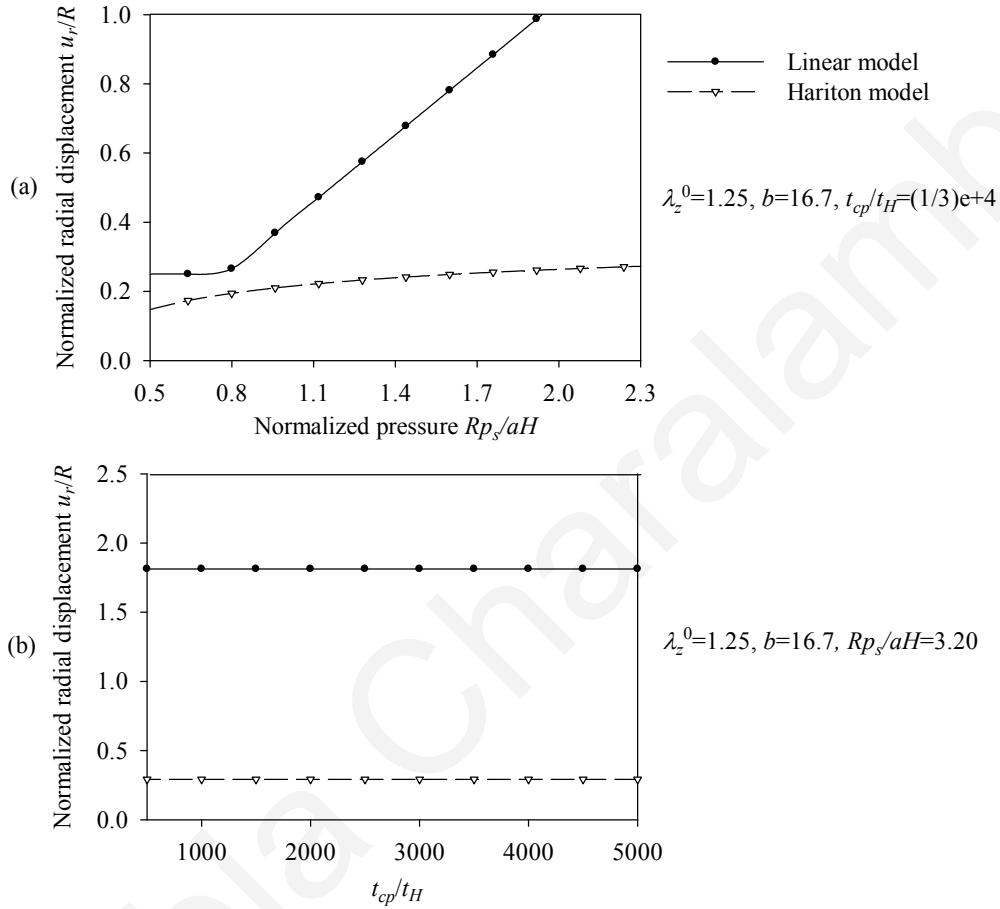 (a)
Normalized radial displacement u_r/R
1.0
0.8
0.6
0.4
0.2
0.0
0.5 0.8 1.1 1.4 1.7 2.0 2.3
Normalized pressure Rp_s/aH
Linear model
Hariton model
λ_z^0=1.25, b=16.7, t_cp/t_H=(1/3)e+4
(b)
Normalized radial displacement u_r/R
2.5
2.0
1.5
1.0
0.5
0.0
1000 2000 3000 4000 5000
t_cp/t_H
λ_z^0=1.25, b=16.7, Rp_s/aH=3.20